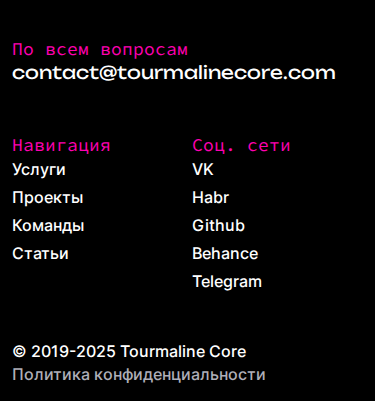 По всем вопросам
contact@tourmalinecore.com
Навигация
Услуги
Проекты
Команды
Статьи
Соц. сети
VK
Habr
Github
Behance
Telegram
© 2019-2025 Tourmaline Core
Политика конфиденциальности